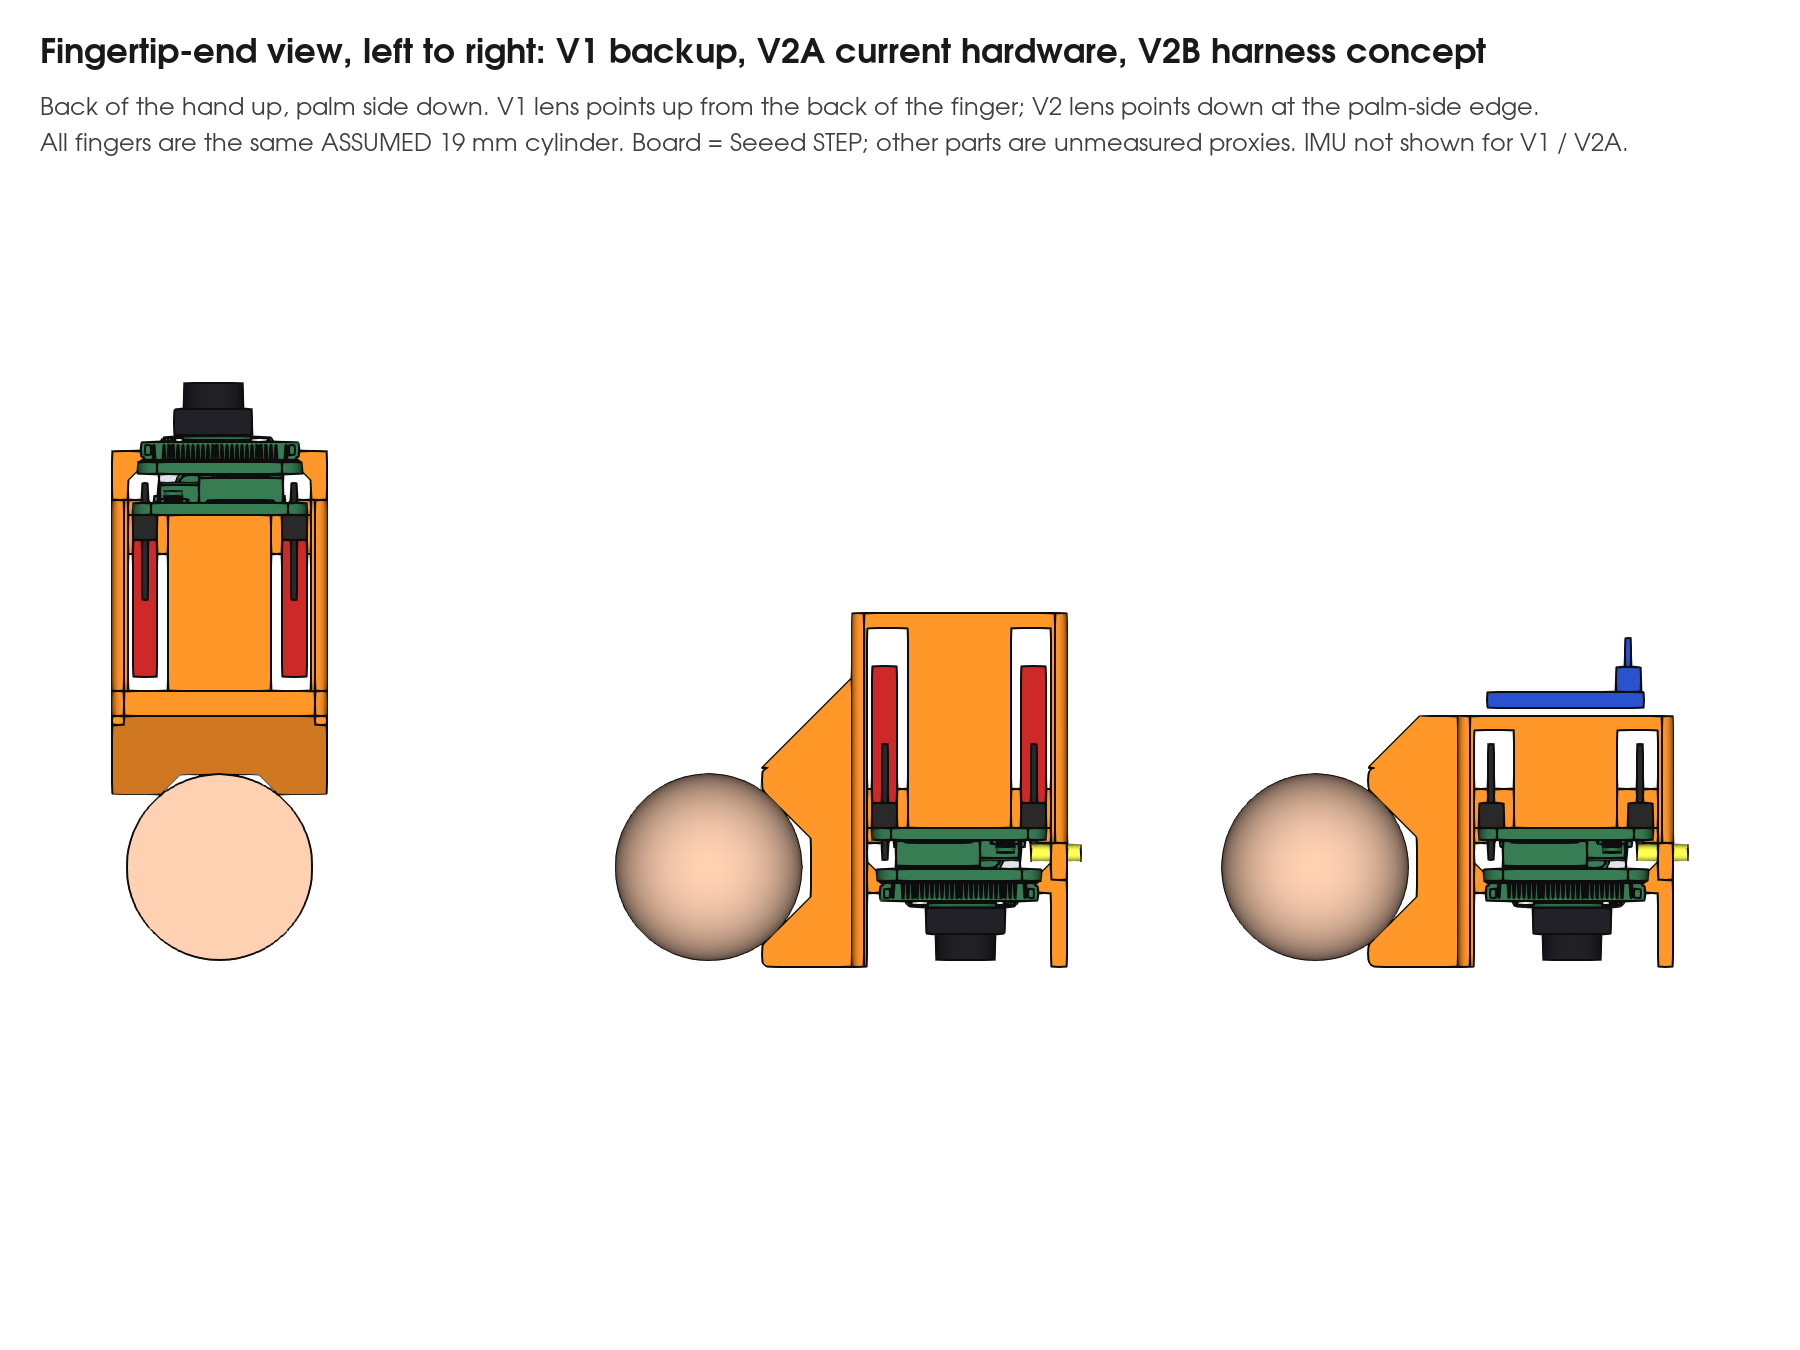 Fingertip-end view, left to right: V1 backup, V2A current hardware, V2B harness concept
Back of the hand up, palm side down. V1 lens points up from the back of the finger; V2 lens points down at the palm-side edge.
All fingers are the same ASSUMED 19 mm cylinder. Board = Seeed STEP; other parts are unmeasured proxies. IMU not shown for V1 / V2A.